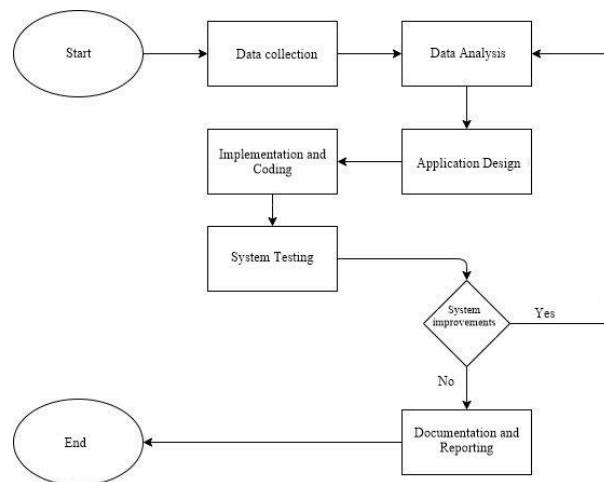 Start
Data collection
Data Analysis
Implementation and
Coding
Application Design
System Testing
System
improvements
Yes
No
Documentation and
Reporting
End